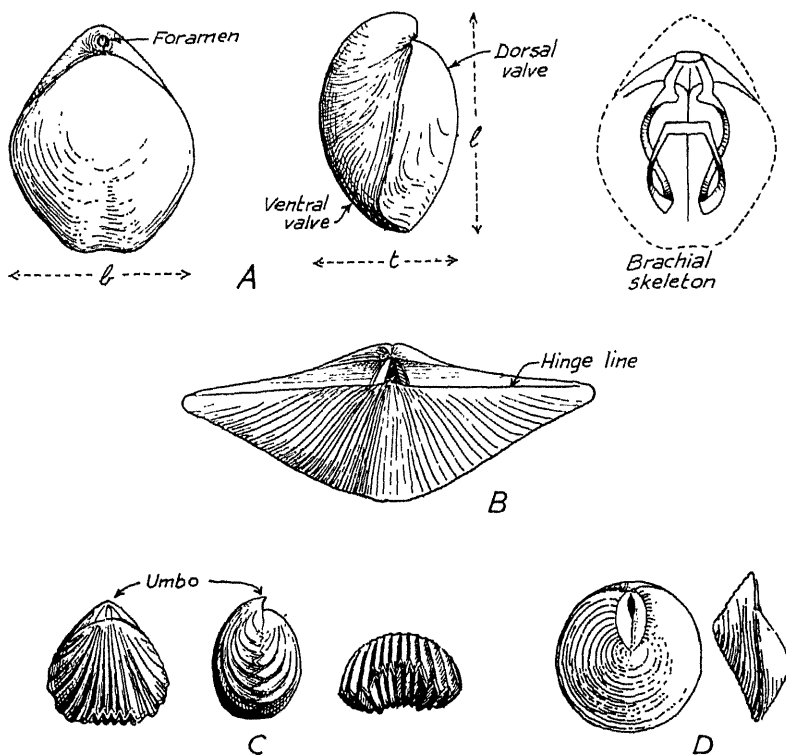 Foramen
Dorsal
valve
l
Ventral
valve
b
t
A
Brachial
skeleton
Hinge line
B
Umbo
C
D